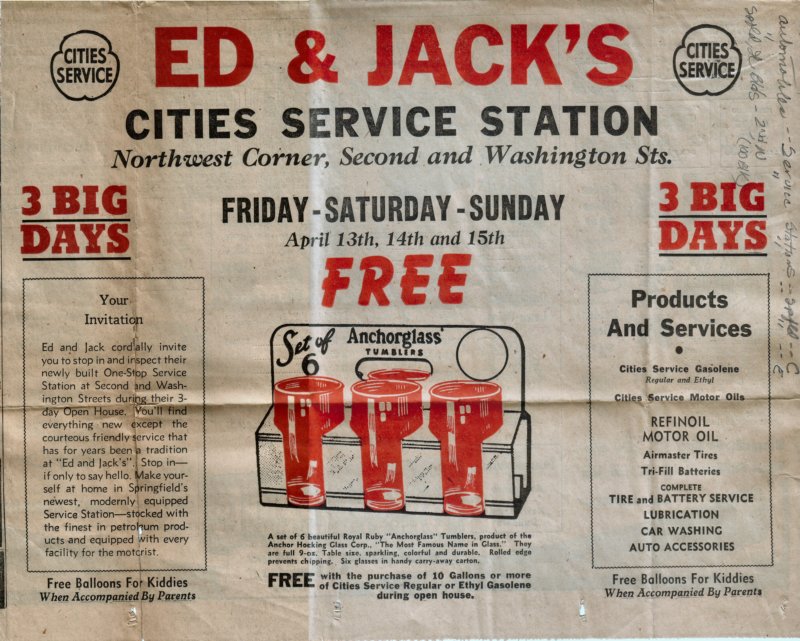 CITIES
SERVICE
ED & JACK'S
CITIES
SERVICE
CITIES SERVICE STATION
Northwest Corner, Second and Washington Sts.
3 BIG
DAYS
FRIDAY-SATURDAY-SUNDAY
April 13th, 14th and 15th
FREE
3 BIG
DAYS
Your
Invitation
Ed and Jack cordially invite
you to stop in and inspect their
newly built One-Stop Service
Station at Second and Wash-
ington Streets during their 3-
day Open House. You'll find
everything new except the
courteous friendly service that
has for years been a tradition
at "Ed and Jack's". Stop in—
if only to say hello. Make your-
self at home in Springfield's
newest, modernly equipped
Service Station—stocked with
the finest in petroleum prod-
ucts and equipped with every
facility for the motorist.
Free Balloons For Kiddies
When Accompanied By Parents
Set of
6
Anchorglass
TUMBLERS
A set of 6 beautiful Royal Ruby "Anchorglass" Tumblers, product of the
Anchor Hocking Glass Corp., "The Most Famous Name in Glass." They
are full 9-oz. Table size, sparkling, colorful and durable. Rolled edge
prevents chipping. Six glasses in handy carry-away carton.
FREE with the purchase of 10 Gallons or more
of Cities Service Regular or Ethyl Gasolene
during open house.
Products
And Services
Cities Service Gasolene
Regular and Ethyl
Cities Service Motor Oils
REFINOIL
MOTOR OIL
Airmaster Tires
Tri-Fill Batteries
COMPLETE
TIRE and BATTERY SERVICE
LUBRICATION
CAR WASHING
AUTO ACCESSORIES
Free Balloons For Kiddies
When Accompanied By Parents
automobiles -- Service Stations -- Spfld -- C